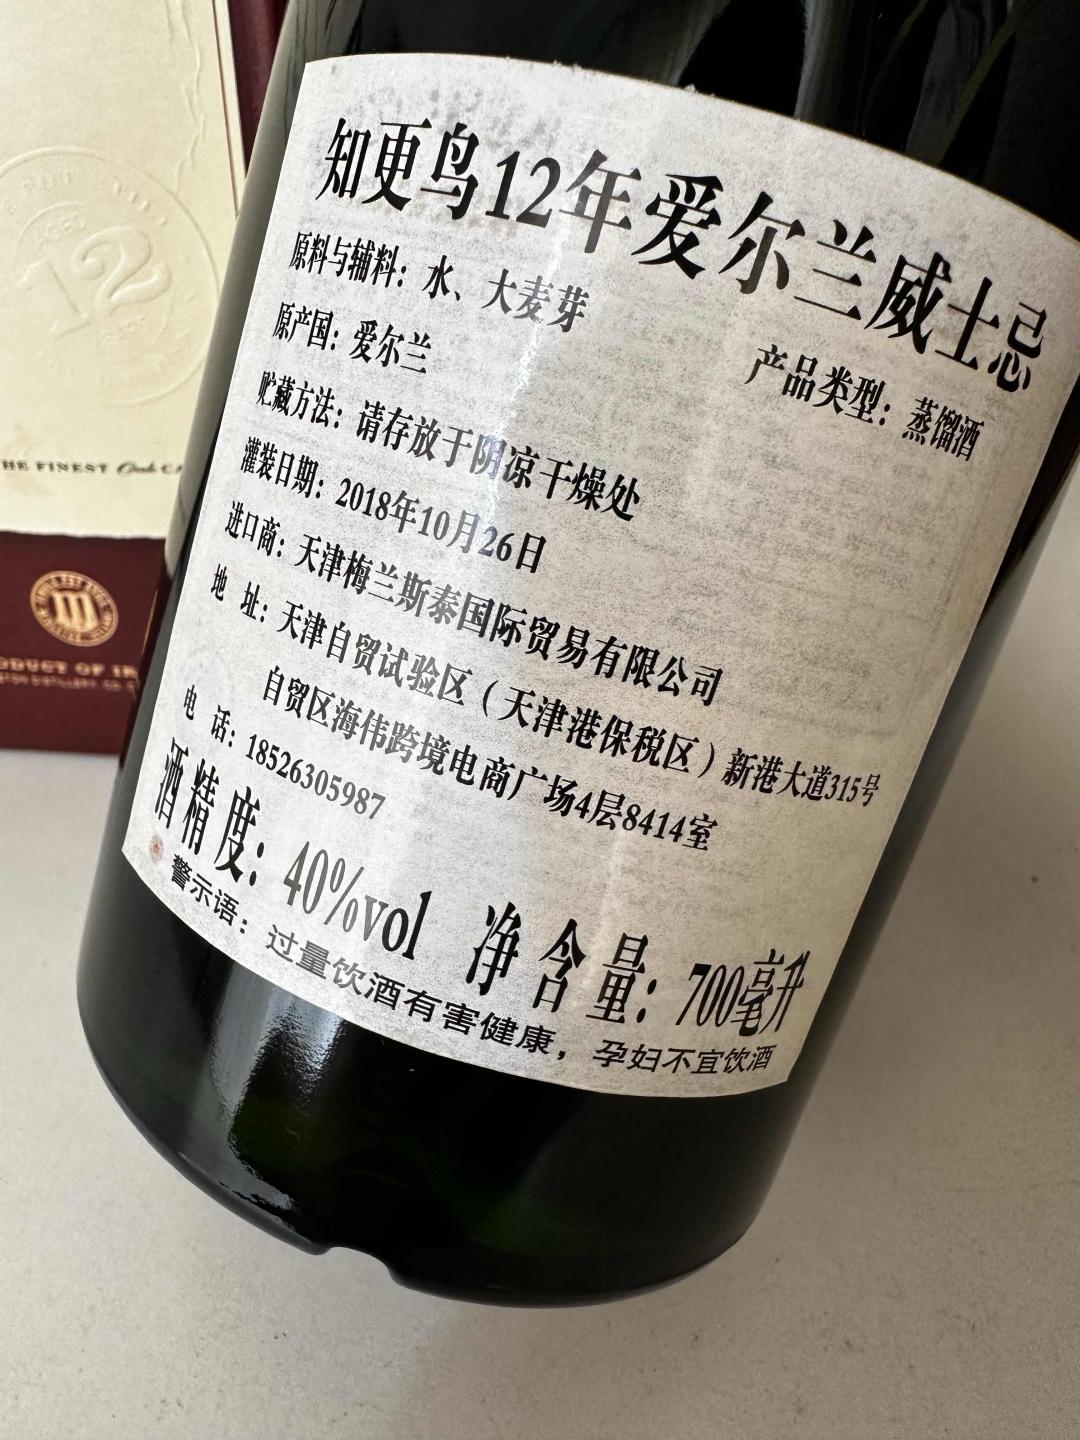 知更鸟12年爱尔兰威士忌
原料与辅料：水、大麦芽
产品类型：蒸馏酒
原产国：爱尔兰
贮藏方法：请存放于阴凉干燥处
灌装日期：2018年10月26日
进口商：天津梅兰斯泰国际贸易有限公司
地 址：天津自贸试验区（天津港保税区）新港大道315号
自贸区海伟跨境电商广场4层8414室
电 话：18526305987
酒精度：40%vol 净含量：700毫升
警示语：过量饮酒有害健康，孕妇不宜饮酒
12
HE FINEST Oak
RODUCT OF IR